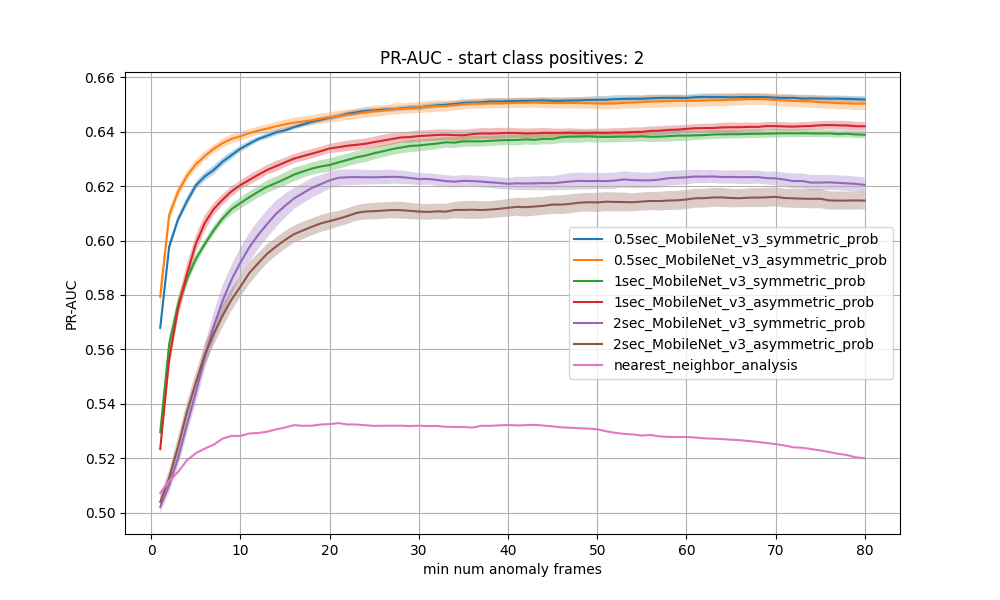 PR-AUC - start class positives: 2
PR-AUC
0.66
0.64
0.62
0.60
0.58
0.56
0.54
0.52
0.50
0.5sec_MobileNet_v3_symmetric_prob
0.5sec_MobileNet_v3_asymmetric_prob
1sec_MobileNet_v3_symmetric_prob
1sec_MobileNet_v3_asymmetric_prob
2sec_MobileNet_v3_symmetric_prob
2sec_MobileNet_v3_asymmetric_prob
nearest_neighbor_analysis
0 10 20 30 40 50 60 70 80
min num anomaly frames